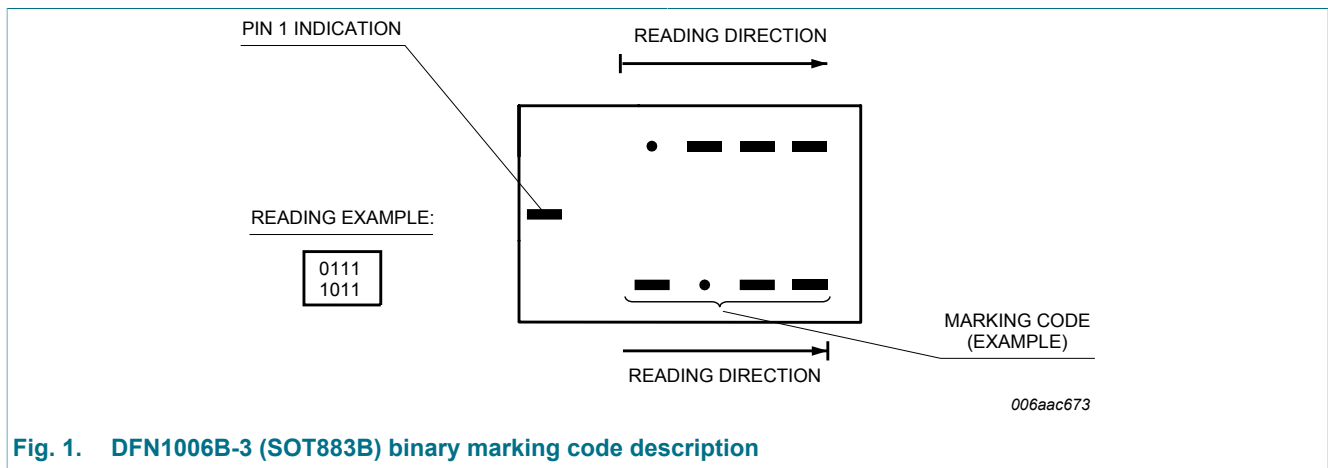 PIN 1 INDICATION
READING DIRECTION
READING EXAMPLE:
0111
1011
MARKING CODE
(EXAMPLE)
READING DIRECTION
006aac673
Fig. 1. DFN1006B-3 (SOT883B) binary marking code description